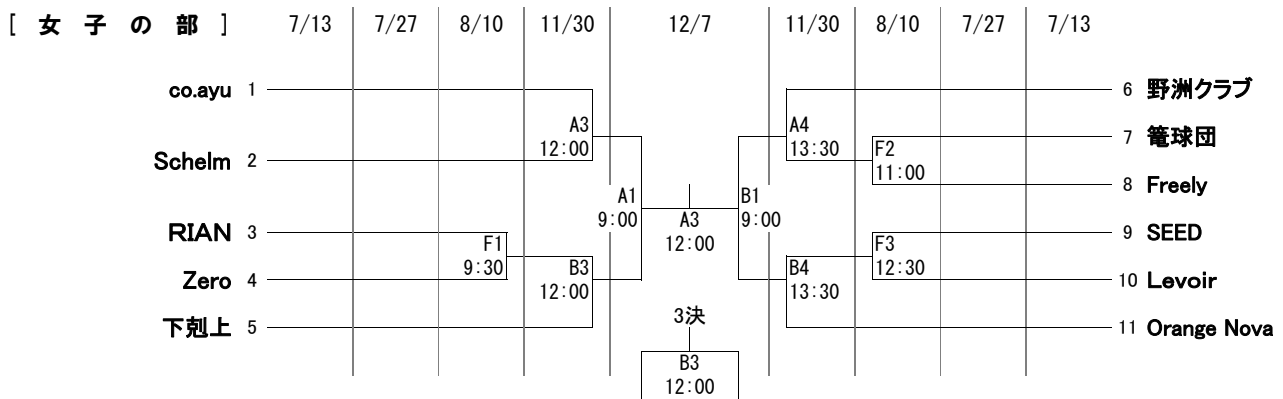 [ 女 子 の 部 ] 7/13 7/27 8/10 11/30 12/7 11/30 8/10 7/27 7/13
co.ayu 1
6 野洲クラブ
A3
12:00
A4
13:30
7 篭球団
Schelm 2
F2
11:00
8 Freely
A1
9:00
A3
12:00
B1
9:00
RIAN 3
F1
9:30
9 SEED
F3
12:30
Zero 4
B3
12:00
B4
13:30
10 Levoir
下剋上 5
3決
11 Orange Nova
B3
12:00